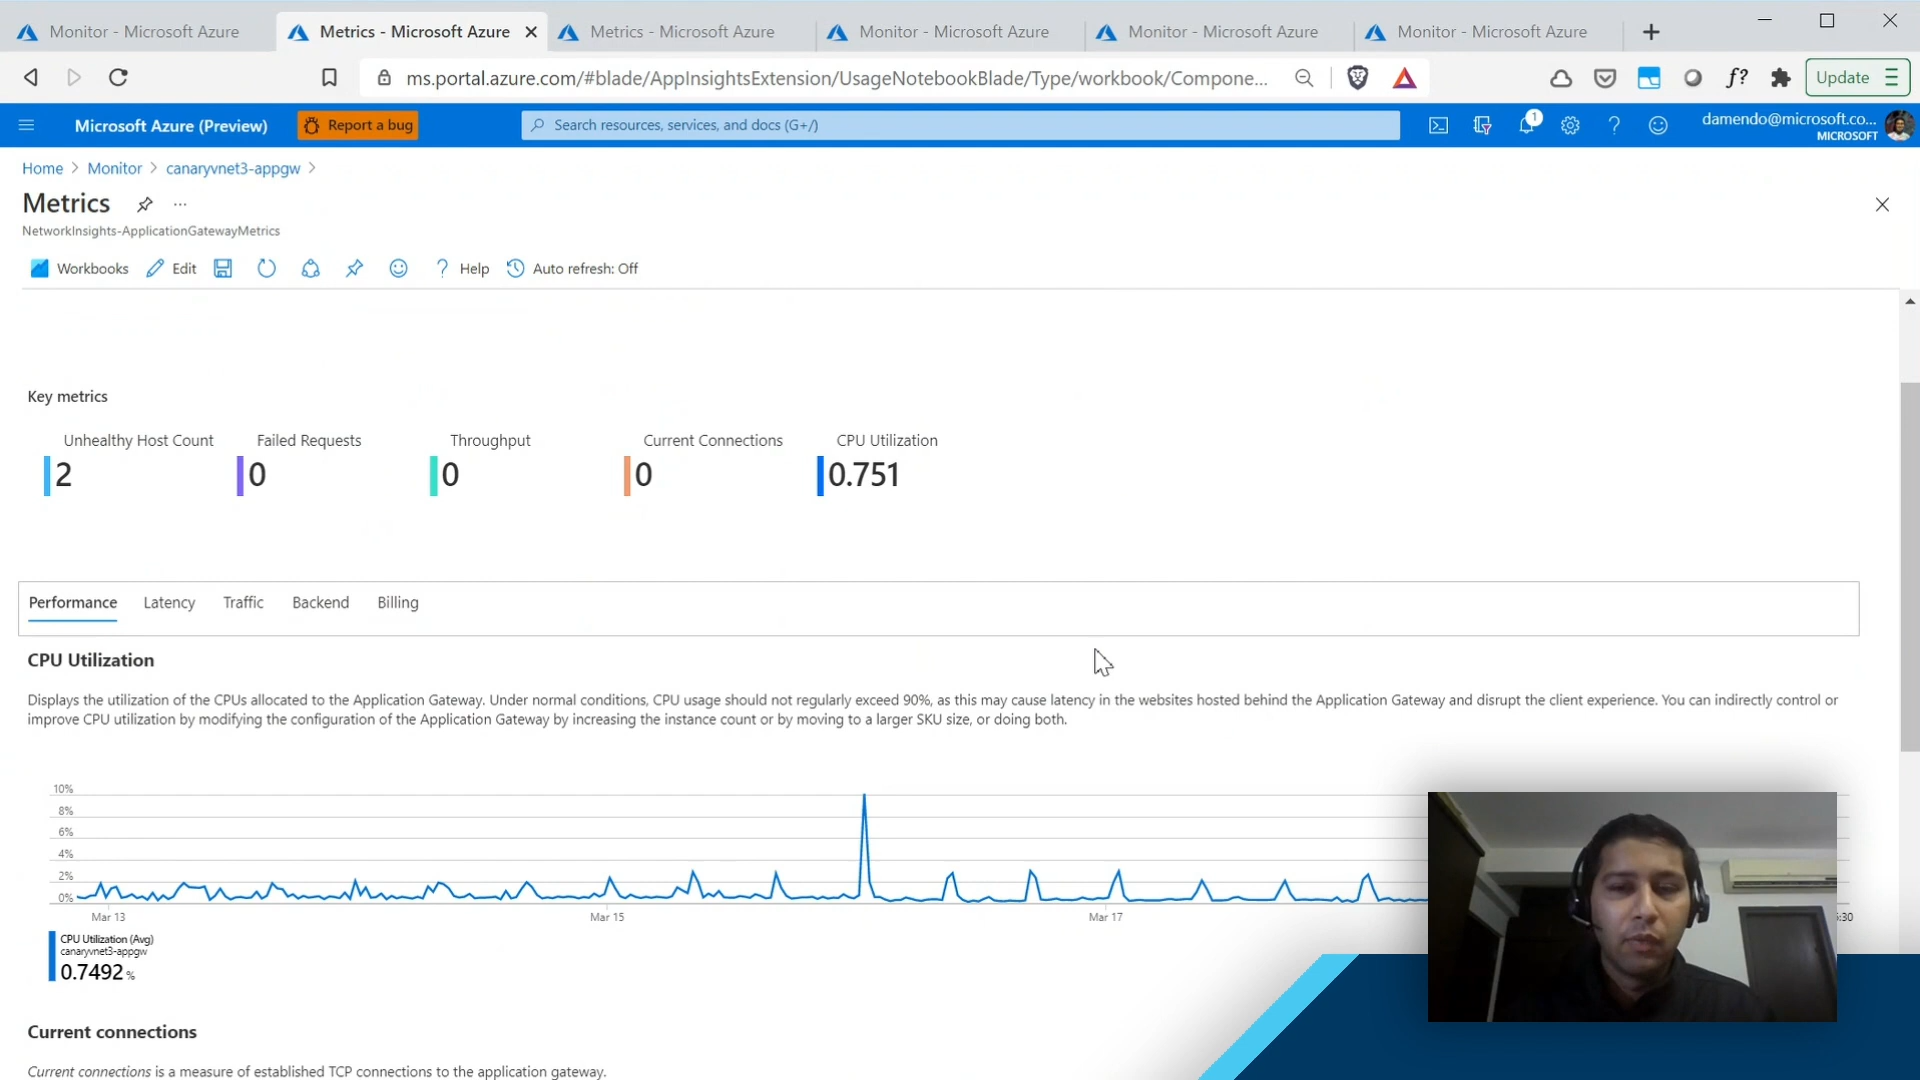 Monitor - Microsoft Azure
Metrics - Microsoft Azure
Metrics - Microsoft Azure
Monitor - Microsoft Azure
Monitor - Microsoft Azure
Monitor - Microsoft Azure
ms.portal.azure.com/#blade/AppInsightsExtension/UsageNotebookBlade/Type/workbook/Compone...
f?
Update
Microsoft Azure (Preview)
Report a bug
Search resources, services, and docs (G+/)
1
damendo@microsoft.co...
MICROSOFT
Home > Monitor > canaryvnet3-appgw >
Metrics
...
NetworkInsights-ApplicationGatewayMetrics
Workbooks
Edit
? Help
Auto refresh: Off
Key metrics
Unhealthy Host Count
2
Failed Requests
0
Throughput
0
Current Connections
0
CPU Utilization
0.751
Performance
Latency
Traffic
Backend
Billing
CPU Utilization
Displays the utilization of the CPUs allocated to the Application Gateway. Under normal conditions, CPU usage should not regularly exceed 90%, as this may cause latency in the websites hosted behind the Application Gateway and disrupt the client experience. You can indirectly control or
improve CPU utilization by modifying the configuration of the Application Gateway by increasing the instance count or by moving to a larger SKU size, or doing both.
10%
8%
6%
4%
2%
0%
Mar 13
Mar 15
Mar 17
:30
CPU Utilization (Avg)
canaryvnet3-appgw
0.7492 %
Current connections
Current connections is a measure of established TCP connections to the application gateway.